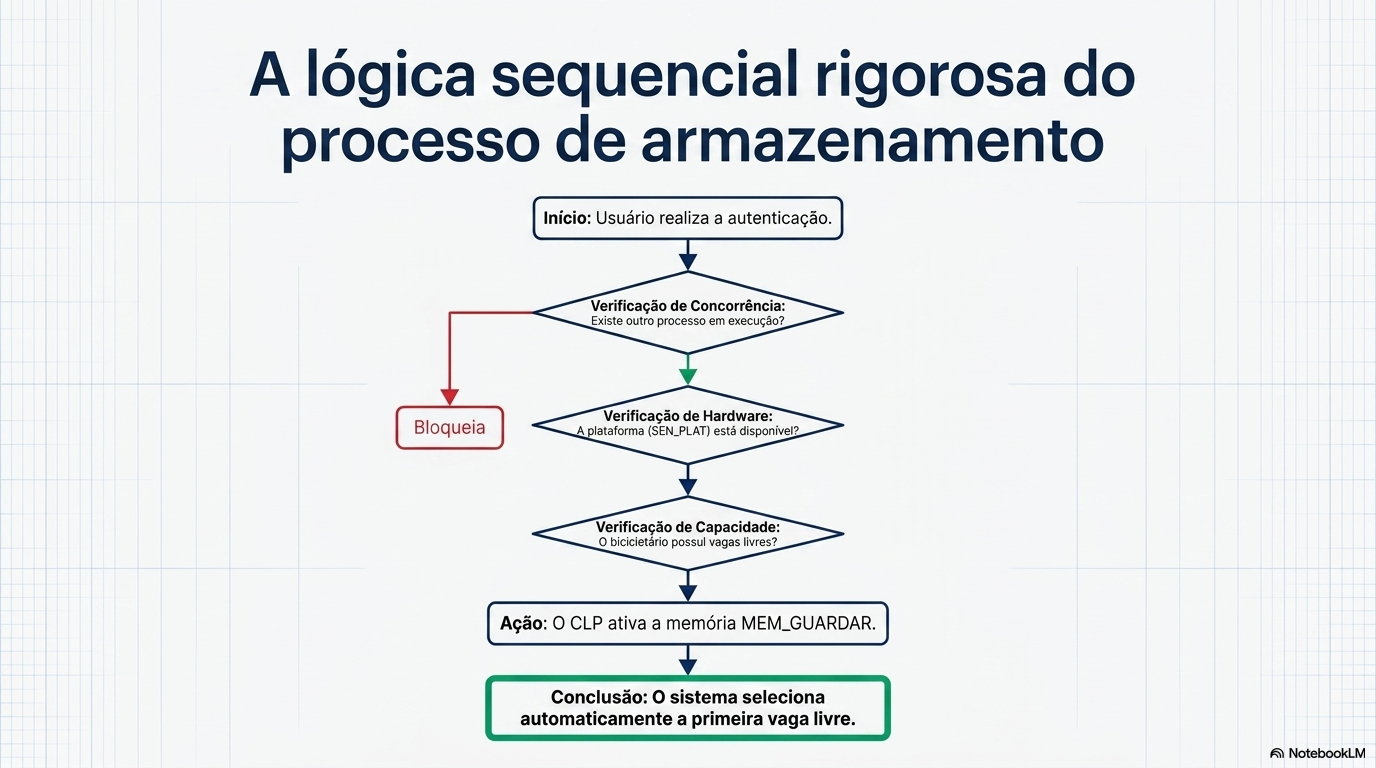 A lógica sequencial rigorosa do
processo de armazenamento
Início: Usuário realiza a autenticação.
Verificação de Concorrência:
Existe outro processo em execução?
Bloqueia
Verificação de Hardware:
A plataforma (SEN_PLAT) está disponível?
Verificação de Capacidade:
O bicicietário possul vagas livres?
Ação: O CLP ativa a memória MEM_GUARDAR.
Conclusão: O sistema seleciona
automaticamente a primeira vaga livre.
NotebookLM